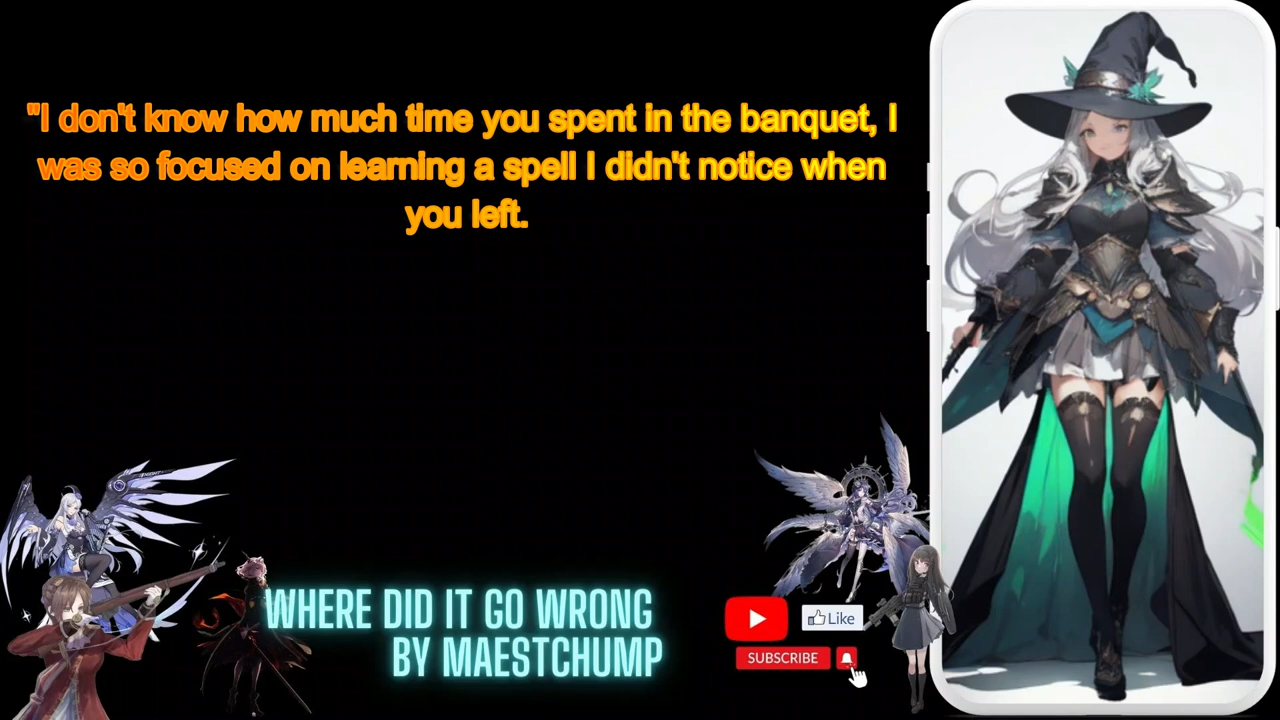 "I don't know how much time you spent in the banquet, I
was so focused on learning a spell I didn't notice when
you left.
WHERE DID IT GO WRONG
BY MAESTCHUMP
Like
SUBSCRIBE